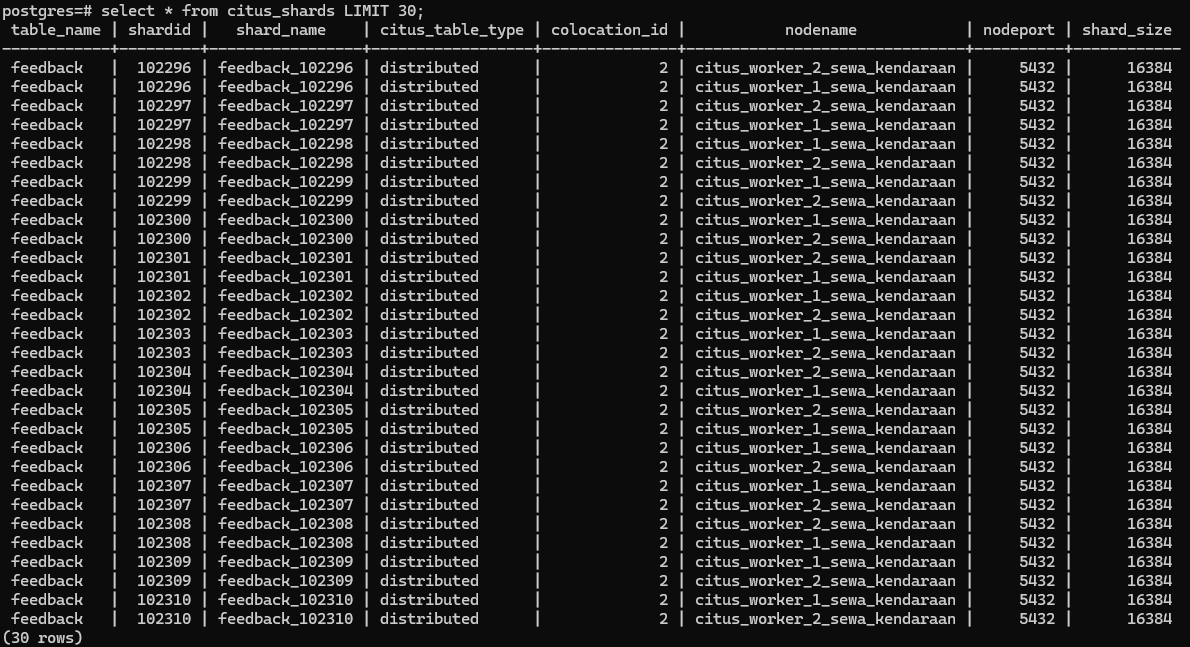 postgres=# select * from citus_shards LIMIT 30;
 table_name | shardid |   shard_name   | citus_table_type | colocation_id |           nodename            | nodeport | shard_size
------------+---------+----------------+------------------+---------------+-------------------------------+----------+------------
 feedback   |  102296 | feedback_102296 | distributed      |             2 | citus_worker_2_sewa_kendaraan |     5432 |      16384
 feedback   |  102296 | feedback_102296 | distributed      |             2 | citus_worker_1_sewa_kendaraan |     5432 |      16384
 feedback   |  102297 | feedback_102297 | distributed      |             2 | citus_worker_2_sewa_kendaraan |     5432 |      16384
 feedback   |  102297 | feedback_102297 | distributed      |             2 | citus_worker_1_sewa_kendaraan |     5432 |      16384
 feedback   |  102298 | feedback_102298 | distributed      |             2 | citus_worker_1_sewa_kendaraan |     5432 |      16384
 feedback   |  102298 | feedback_102298 | distributed      |             2 | citus_worker_2_sewa_kendaraan |     5432 |      16384
 feedback   |  102299 | feedback_102299 | distributed      |             2 | citus_worker_1_sewa_kendaraan |     5432 |      16384
 feedback   |  102299 | feedback_102299 | distributed      |             2 | citus_worker_2_sewa_kendaraan |     5432 |      16384
 feedback   |  102300 | feedback_102300 | distributed      |             2 | citus_worker_1_sewa_kendaraan |     5432 |      16384
 feedback   |  102300 | feedback_102300 | distributed      |             2 | citus_worker_2_sewa_kendaraan |     5432 |      16384
 feedback   |  102301 | feedback_102301 | distributed      |             2 | citus_worker_2_sewa_kendaraan |     5432 |      16384
 feedback   |  102301 | feedback_102301 | distributed      |             2 | citus_worker_1_sewa_kendaraan |     5432 |      16384
 feedback   |  102302 | feedback_102302 | distributed      |             2 | citus_worker_1_sewa_kendaraan |     5432 |      16384
 feedback   |  102302 | feedback_102302 | distributed      |             2 | citus_worker_2_sewa_kendaraan |     5432 |      16384
 feedback   |  102303 | feedback_102303 | distributed      |             2 | citus_worker_1_sewa_kendaraan |     5432 |      16384
 feedback   |  102303 | feedback_102303 | distributed      |             2 | citus_worker_2_sewa_kendaraan |     5432 |      16384
 feedback   |  102304 | feedback_102304 | distributed      |             2 | citus_worker_2_sewa_kendaraan |     5432 |      16384
 feedback   |  102304 | feedback_102304 | distributed      |             2 | citus_worker_1_sewa_kendaraan |     5432 |      16384
 feedback   |  102305 | feedback_102305 | distributed      |             2 | citus_worker_2_sewa_kendaraan |     5432 |      16384
 feedback   |  102305 | feedback_102305 | distributed      |             2 | citus_worker_1_sewa_kendaraan |     5432 |      16384
 feedback   |  102306 | feedback_102306 | distributed      |             2 | citus_worker_1_sewa_kendaraan |     5432 |      16384
 feedback   |  102306 | feedback_102306 | distributed      |             2 | citus_worker_2_sewa_kendaraan |     5432 |      16384
 feedback   |  102307 | feedback_102307 | distributed      |             2 | citus_worker_1_sewa_kendaraan |     5432 |      16384
 feedback   |  102307 | feedback_102307 | distributed      |             2 | citus_worker_2_sewa_kendaraan |     5432 |      16384
 feedback   |  102308 | feedback_102308 | distributed      |             2 | citus_worker_2_sewa_kendaraan |     5432 |      16384
 feedback   |  102308 | feedback_102308 | distributed      |             2 | citus_worker_1_sewa_kendaraan |     5432 |      16384
 feedback   |  102309 | feedback_102309 | distributed      |             2 | citus_worker_1_sewa_kendaraan |     5432 |      16384
 feedback   |  102309 | feedback_102309 | distributed      |             2 | citus_worker_2_sewa_kendaraan |     5432 |      16384
 feedback   |  102310 | feedback_102310 | distributed      |             2 | citus_worker_1_sewa_kendaraan |     5432 |      16384
 feedback   |  102310 | feedback_102310 | distributed      |             2 | citus_worker_2_sewa_kendaraan |     5432 |      16384
(30 rows)